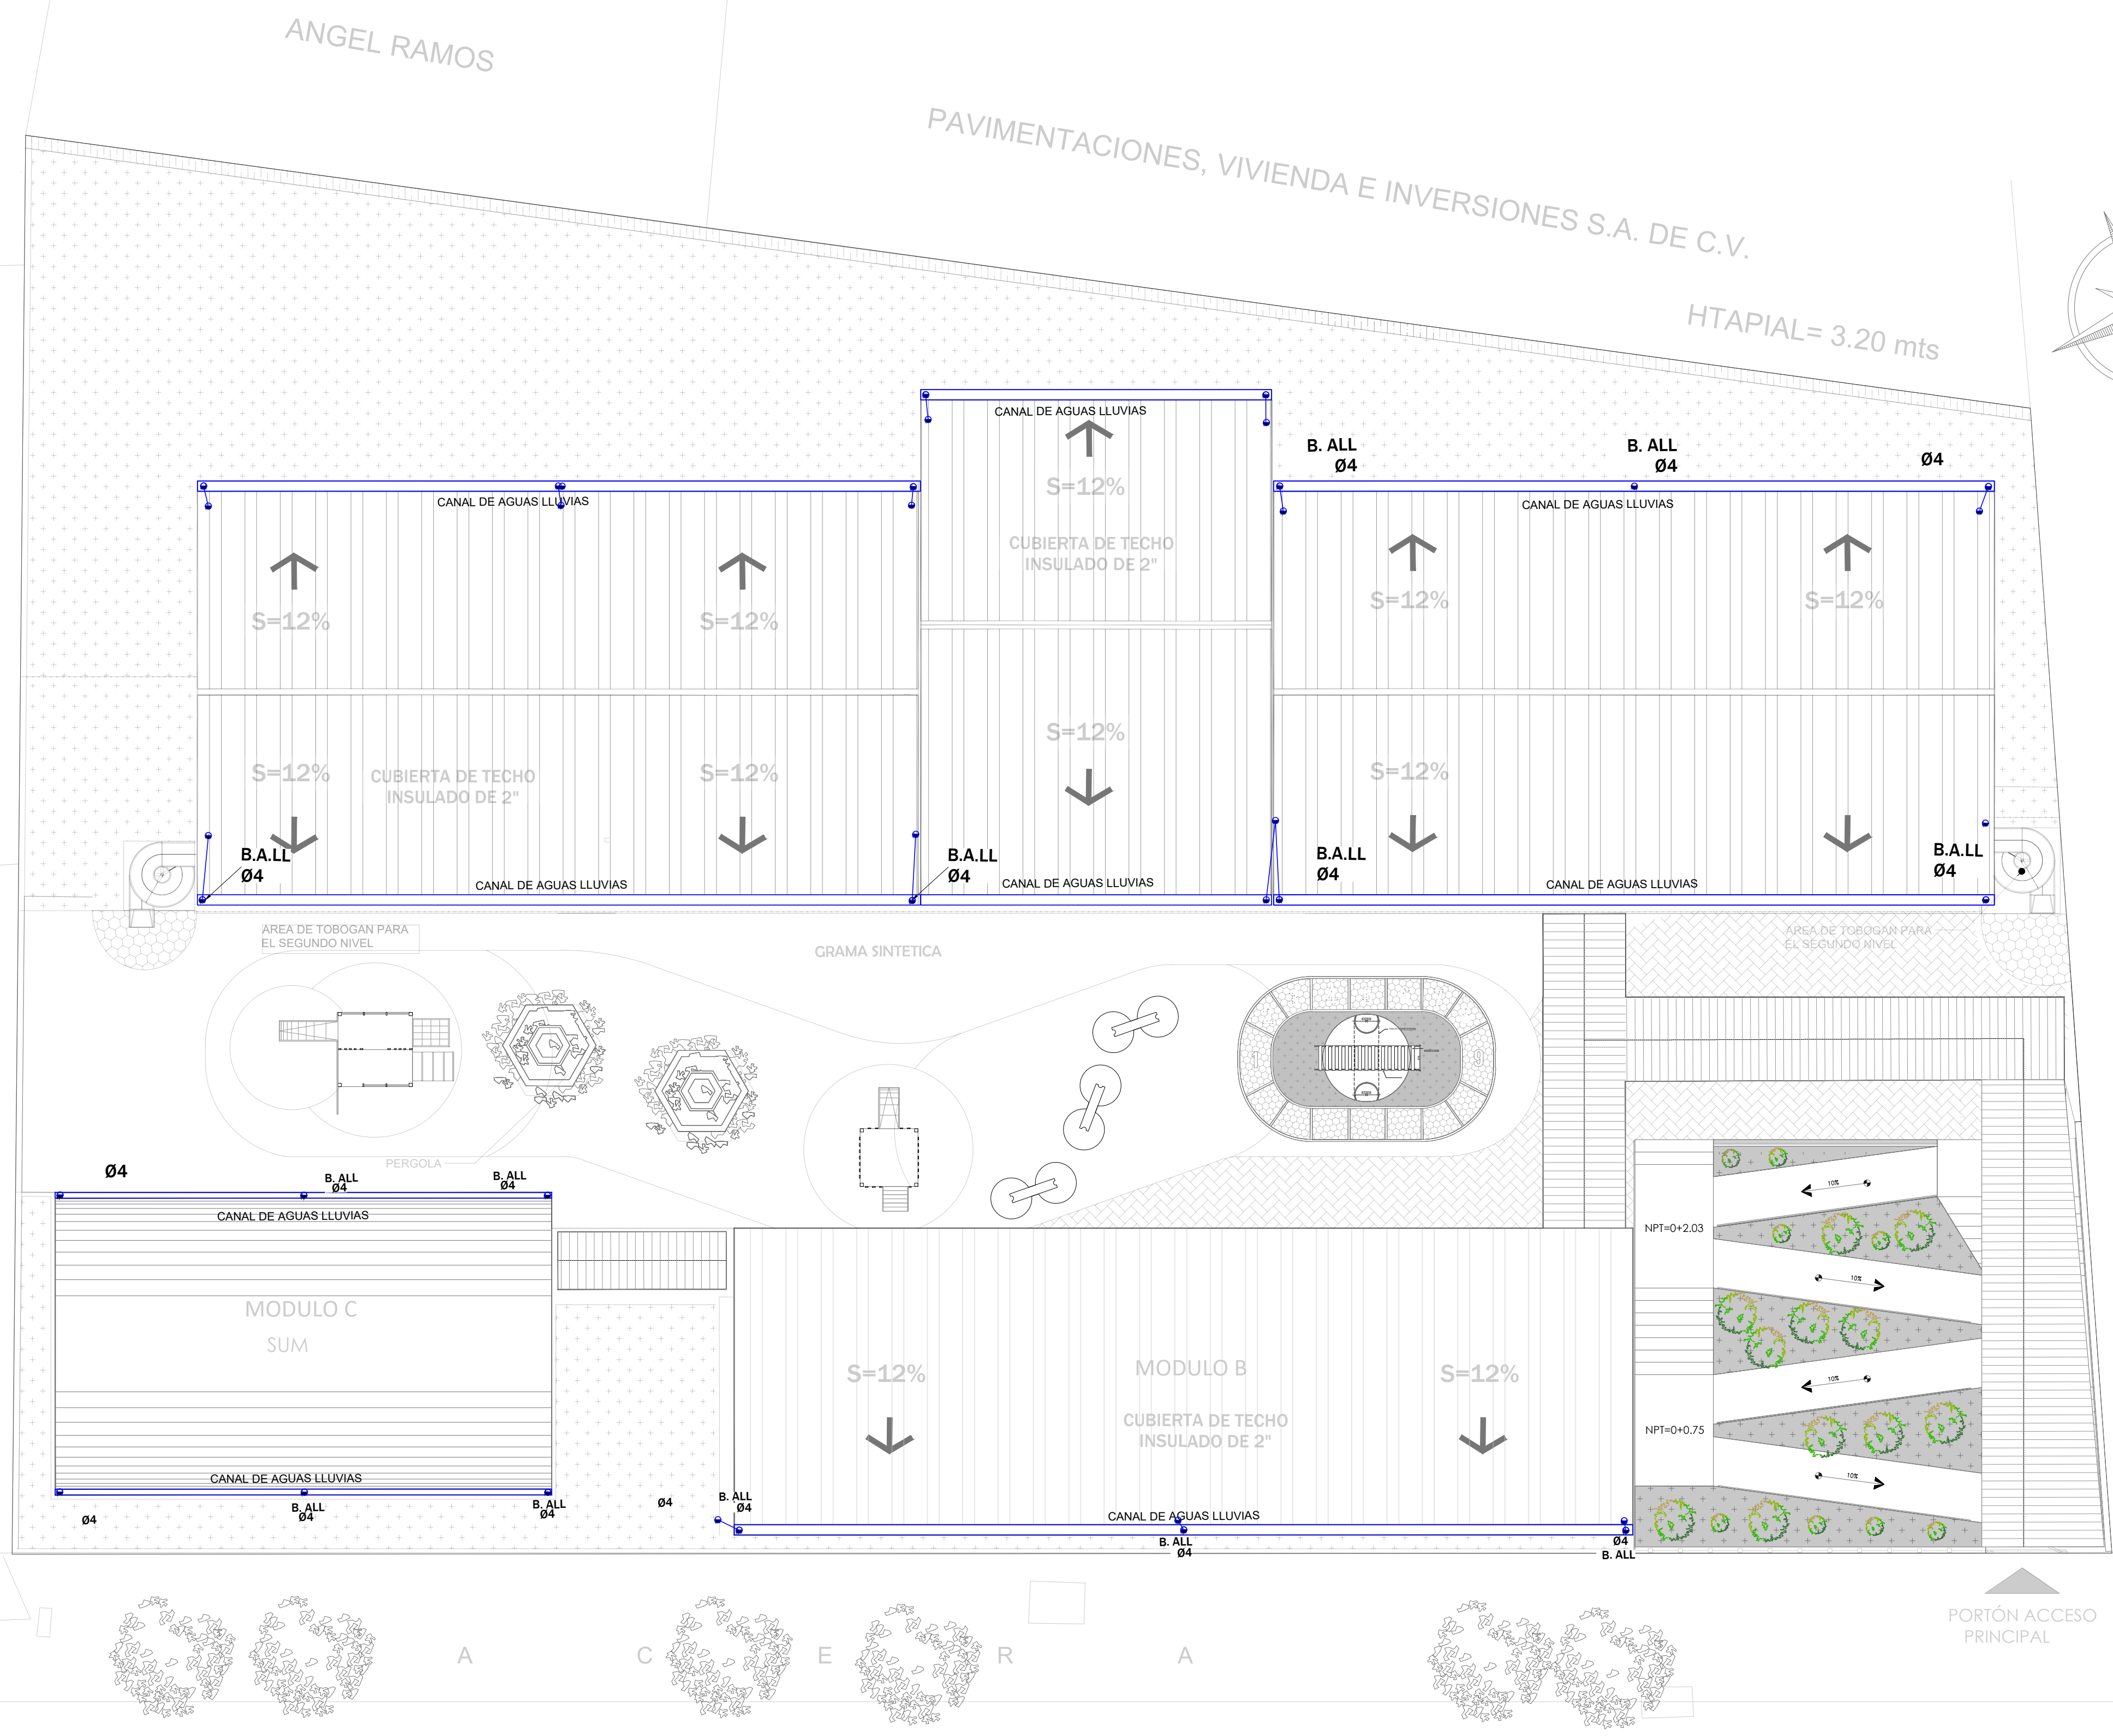 ANGEL RAMOS
PAVIMENTACIONES, VIVIENDA E INVERSIONES S.A. DE C.V.
HTAPIAL= 3.20 mts
CANAL DE AGUAS LLUVIAS
S=12%
CUBIERTA DE TECHO
INSULADO DE 2"
B. ALL
Ø4
B. ALL
Ø4
Ø4
CANAL DE AGUAS LLUVIAS
CANAL DE AGUAS LLUVIAS
S=12%
S=12%
S=12%
S=12%
S=12%
S=12%
CUBIERTA DE TECHO
INSULADO DE 2"
S=12%
S=12%
B.A.LL
Ø4
B.A.LL
Ø4
B.A.LL
Ø4
B.A.LL
Ø4
CANAL DE AGUAS LLUVIAS
CANAL DE AGUAS LLUVIAS
CANAL DE AGUAS LLUVIAS
S=12%
AREA DE TOBOGAN PARA
EL SEGUNDO NIVEL
GRAMA SINTETICA
AREA DE TOBOGAN PARA
EL SEGUNDO NIVEL
1
9
PERGOLA
Ø4
B. ALL
Ø4
B. ALL
Ø4
CANAL DE AGUAS LLUVIAS
MODULO C
SUM
CANAL DE AGUAS LLUVIAS
Ø4
B. ALL
Ø4
B. ALL
Ø4
Ø4
B. ALL
Ø4
S=12%
MODULO B
S=12%
CUBIERTA DE TECHO
INSULADO DE 2"
CANAL DE AGUAS LLUVIAS
B. ALL
Ø4
Ø4
B. ALL
10%
NPT=0+2.03
10%
10%
NPT=0+0.75
10%
PORTÓN ACCESO
PRINCIPAL
A C E R A